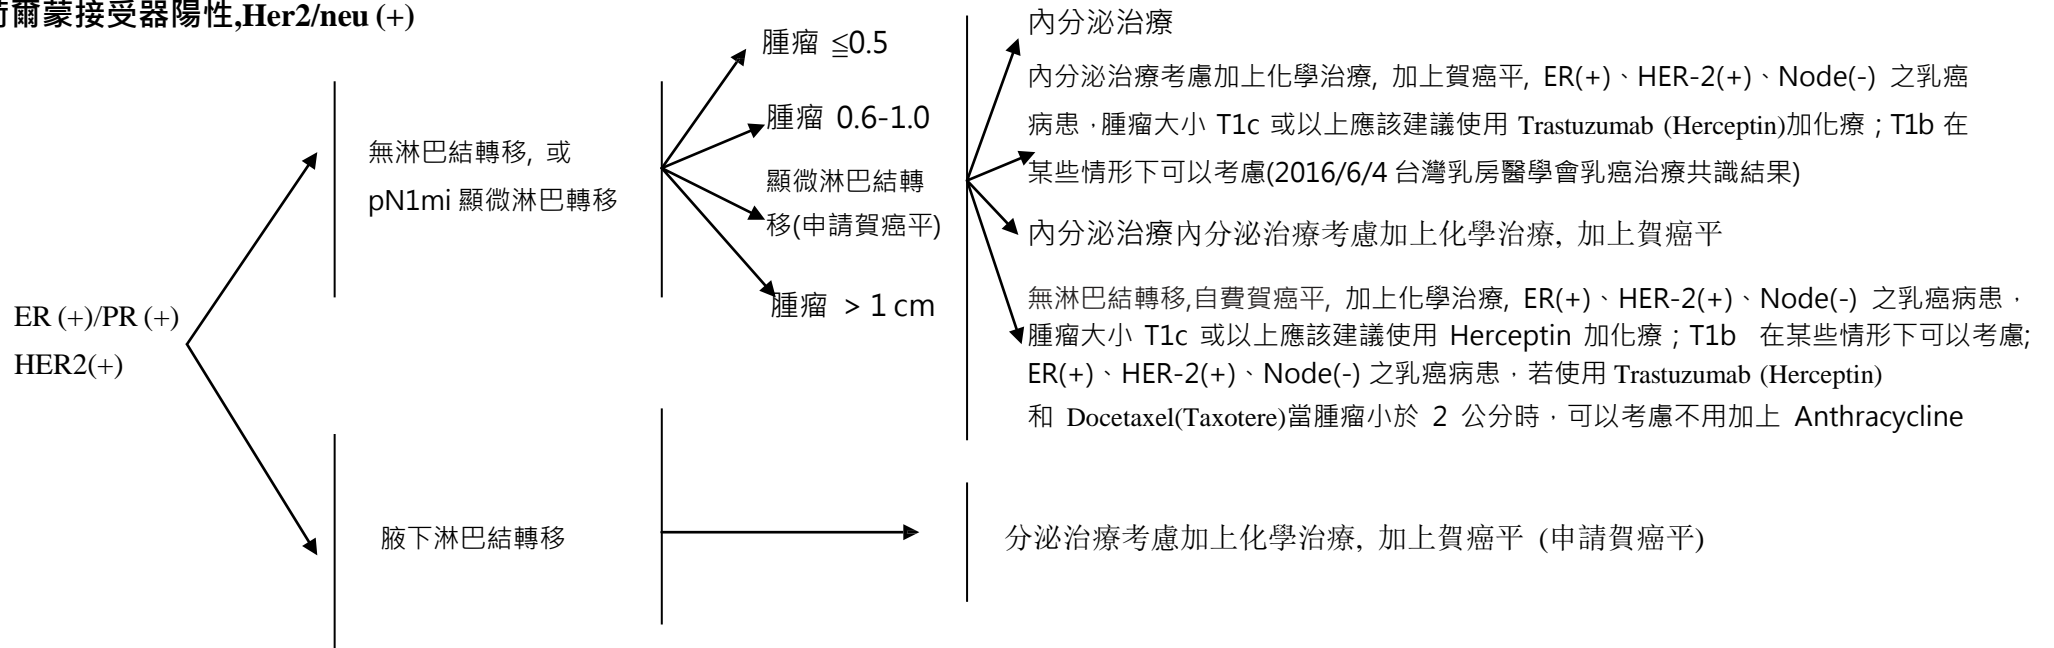 荷爾蒙接受器陽性,Her2/neu (+)
ER (+)/PR (+)
HER2(+)
無淋巴結轉移, 或
pN1mi 顯微淋巴轉移
腋下淋巴結轉移
腫瘤 ≦0.5
腫瘤 0.6-1.0
顯微淋巴結轉
移(申請賀癌平)
腫瘤 > 1 cm
內分泌治療
內分泌治療考慮加上化學治療, 加上賀癌平, ER(+)、HER-2(+)、Node(-) 之乳癌
病患，腫瘤大小 T1c 或以上應該建議使用 Trastuzumab (Herceptin)加化療；T1b 在
某些情形下可以考慮(2016/6/4 台灣乳房醫學會乳癌治療共識結果)
內分泌治療內分泌治療考慮加上化學治療, 加上賀癌平
無淋巴結轉移,自費賀癌平, 加上化學治療, ER(+)、HER-2(+)、Node(-) 之乳癌病患，
腫瘤大小 T1c 或以上應該建議使用 Herceptin 加化療；T1b 在某些情形下可以考慮;
ER(+)、HER-2(+)、Node(-) 之乳癌病患，若使用 Trastuzumab (Herceptin)
和 Docetaxel(Taxotere)當腫瘤小於 2 公分時，可以考慮不用加上 Anthracycline
分泌治療考慮加上化學治療, 加上賀癌平 (申請賀癌平)